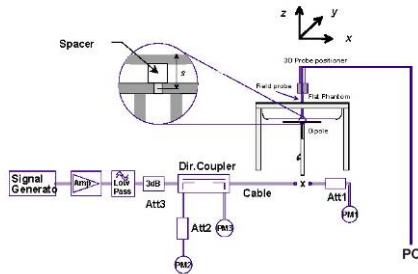 z
y
x
Spacer
s
3D Probe positioner
Field probe
Flat Phantom
Dipole
Dir.Coupler
Signal
Generato
Amp
Low
Pass
3dB
Att3
Cable
x
Att1
PM1
Att2
PM3
PM2
PC